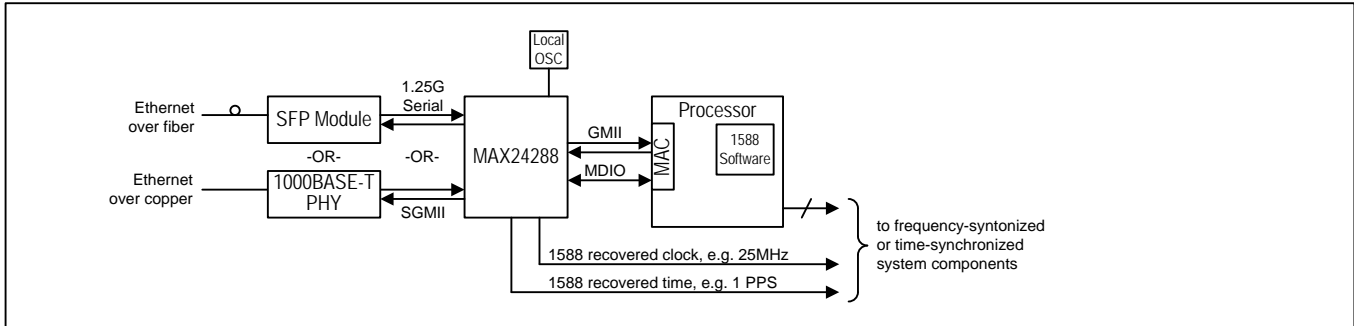 Local
OSC
1.25G
Serial
Ethernet
over fiber
SFP Module
Processor
GMII
1588
Software
-OR-
-OR-
MAX24288
MAC
MDIO
Ethernet
over copper
1000BASE-T
PHY
SGMII
to frequency-syntonized
or time-synchronized
system components
1588 recovered clock, e.g. 25MHz
1588 recovered time, e.g. 1 PPS